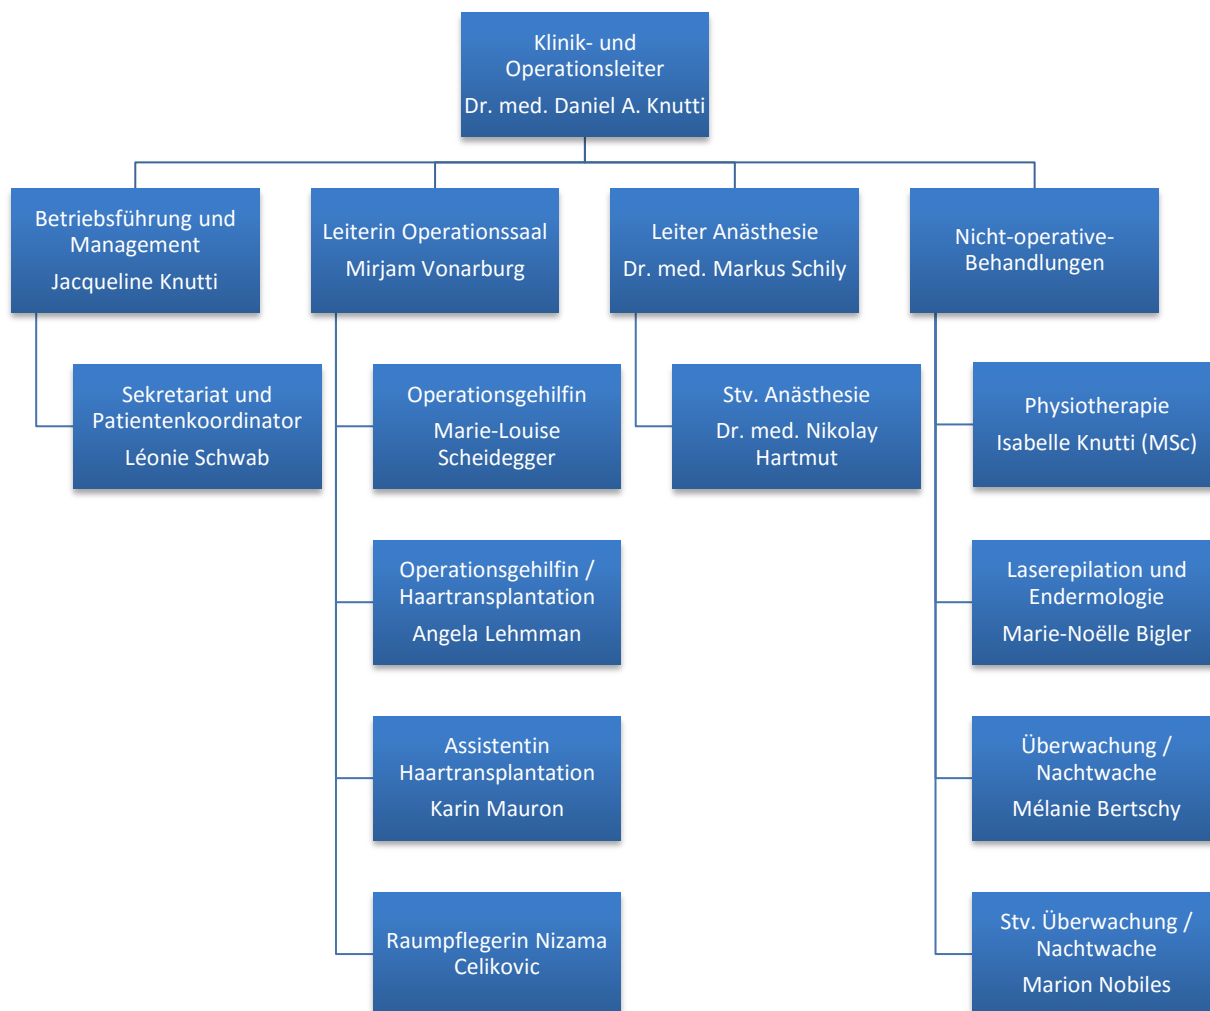 Klinik- und
Operationsleiter
Dr. med. Daniel A. Knutti
Betriebsführung und
Management
Jacqueline Knutti
Leiterin Operationssaal
Mirjam Vonarburg
Leiter Anästhesie
Dr. med. Markus Schily
Nicht-operative-
Behandlungen
Sekretariat und
Patientenkoordinator
Léonie Schwab
Operationsgehilfin
Marie-Louise
Scheidegger
Stv. Anästhesie
Dr. med. Nikolay
Hartmut
Physiotherapie
Isabelle Knutti (MSc)
Operationsgehilfin /
Haartransplantation
Angela Lehmman
Laserepilation und
Endermologie
Marie-Noëlle Bigler
Assistentin
Haartransplantation
Karin Mauron
Überwachung /
Nachtwache
Mélanie Bertschy
Raumpflegerin Nizama
Celikovic
Stv. Überwachung /
Nachtwache
Marion Nobiles